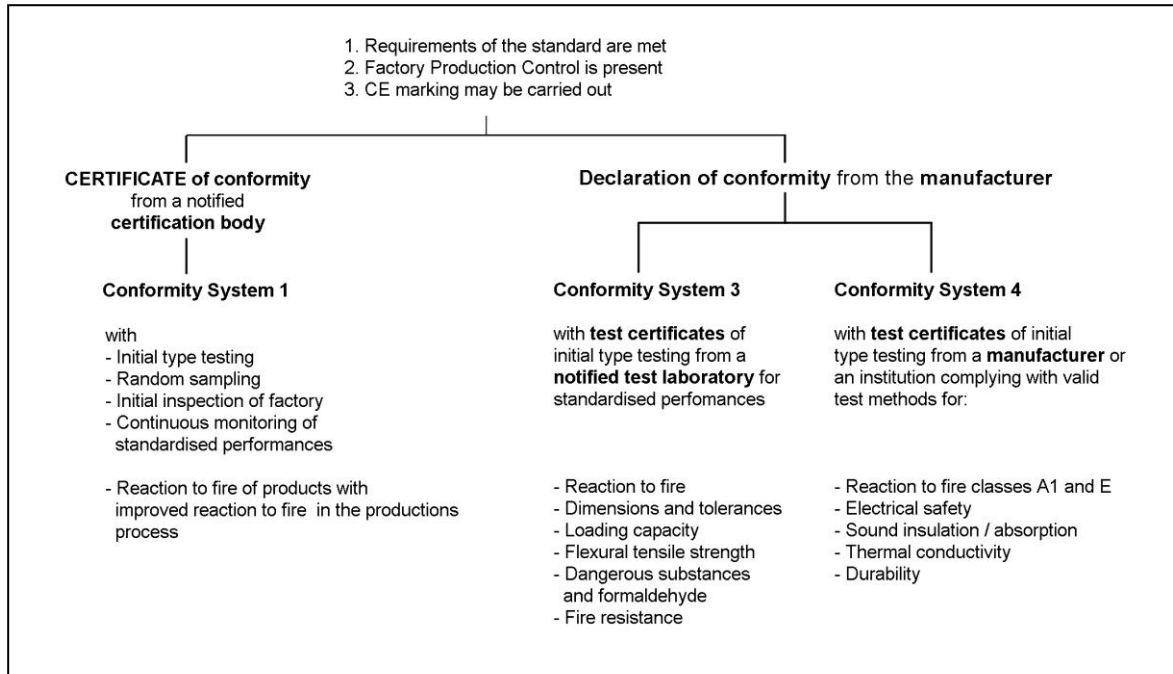 1. Requirements of the standard are met
2. Factory Production Control is present
3. CE marking may be carried out
CERTIFICATE of conformity
from a notified
certification body
Declaration of conformity from the manufacturer
Conformity System 1
with
- Initial type testing
- Random sampling
- Initial inspection of factory
- Continuous monitoring of
standardised performances
- Reaction to fire of products with
improved reaction to fire in the productions
process
Conformity System 3
with test certificates of
initial type testing from a
notified test laboratory for
standardised perfomances
- Reaction to fire
- Dimensions and tolerances
- Loading capacity
- Flexural tensile strength
- Dangerous substances
and formaldehyde
- Fire resistance
Conformity System 4
with test certificates of initial
type testing from a manufacturer or
an institution complying with valid
test methods for:
- Reaction to fire classes A1 and E
- Electrical safety
- Sound insulation / absorption
- Thermal conductivity
- Durability